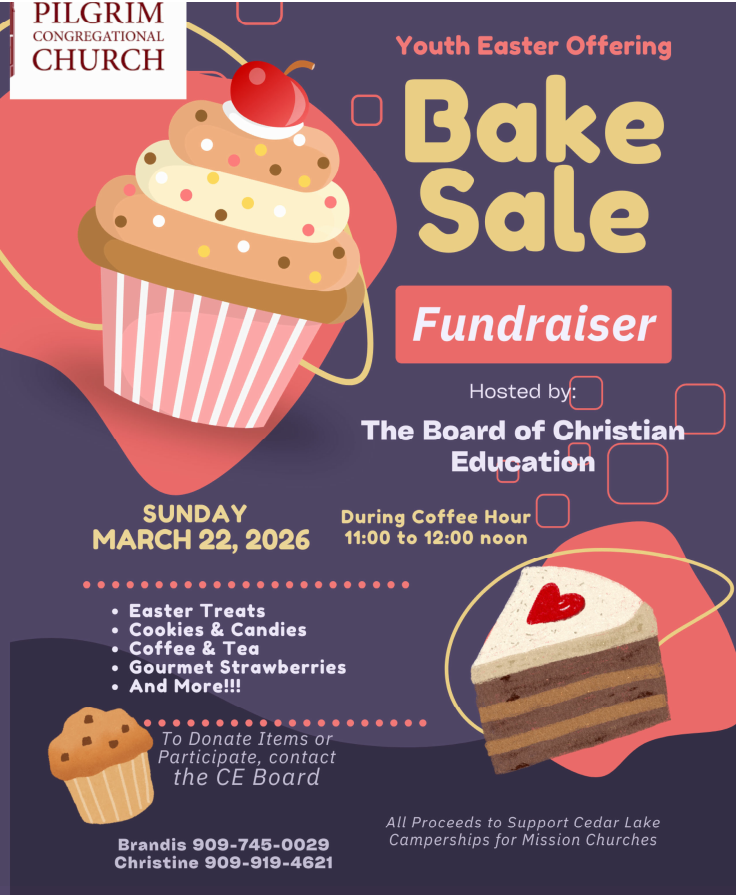 PILGRIM
CONGREGATIONAL
CHURCH
Youth Easter Offering
Bake
Sale
Fundraiser
Hosted by:
The Board of Christian
Education
SUNDAY
MARCH 22, 2026
During Coffee Hour
11:00 to 12:00 noon
• Easter Treats
• Cookies & Candies
• Coffee & Tea
• Gourmet Strawberries
• And More!!!
To Donate Items or
Participate, contact
the CE Board
Brandis 909-745-0029
Christine 909-919-4621
All Proceeds to Support Cedar Lake
Camperships for Mission Churches